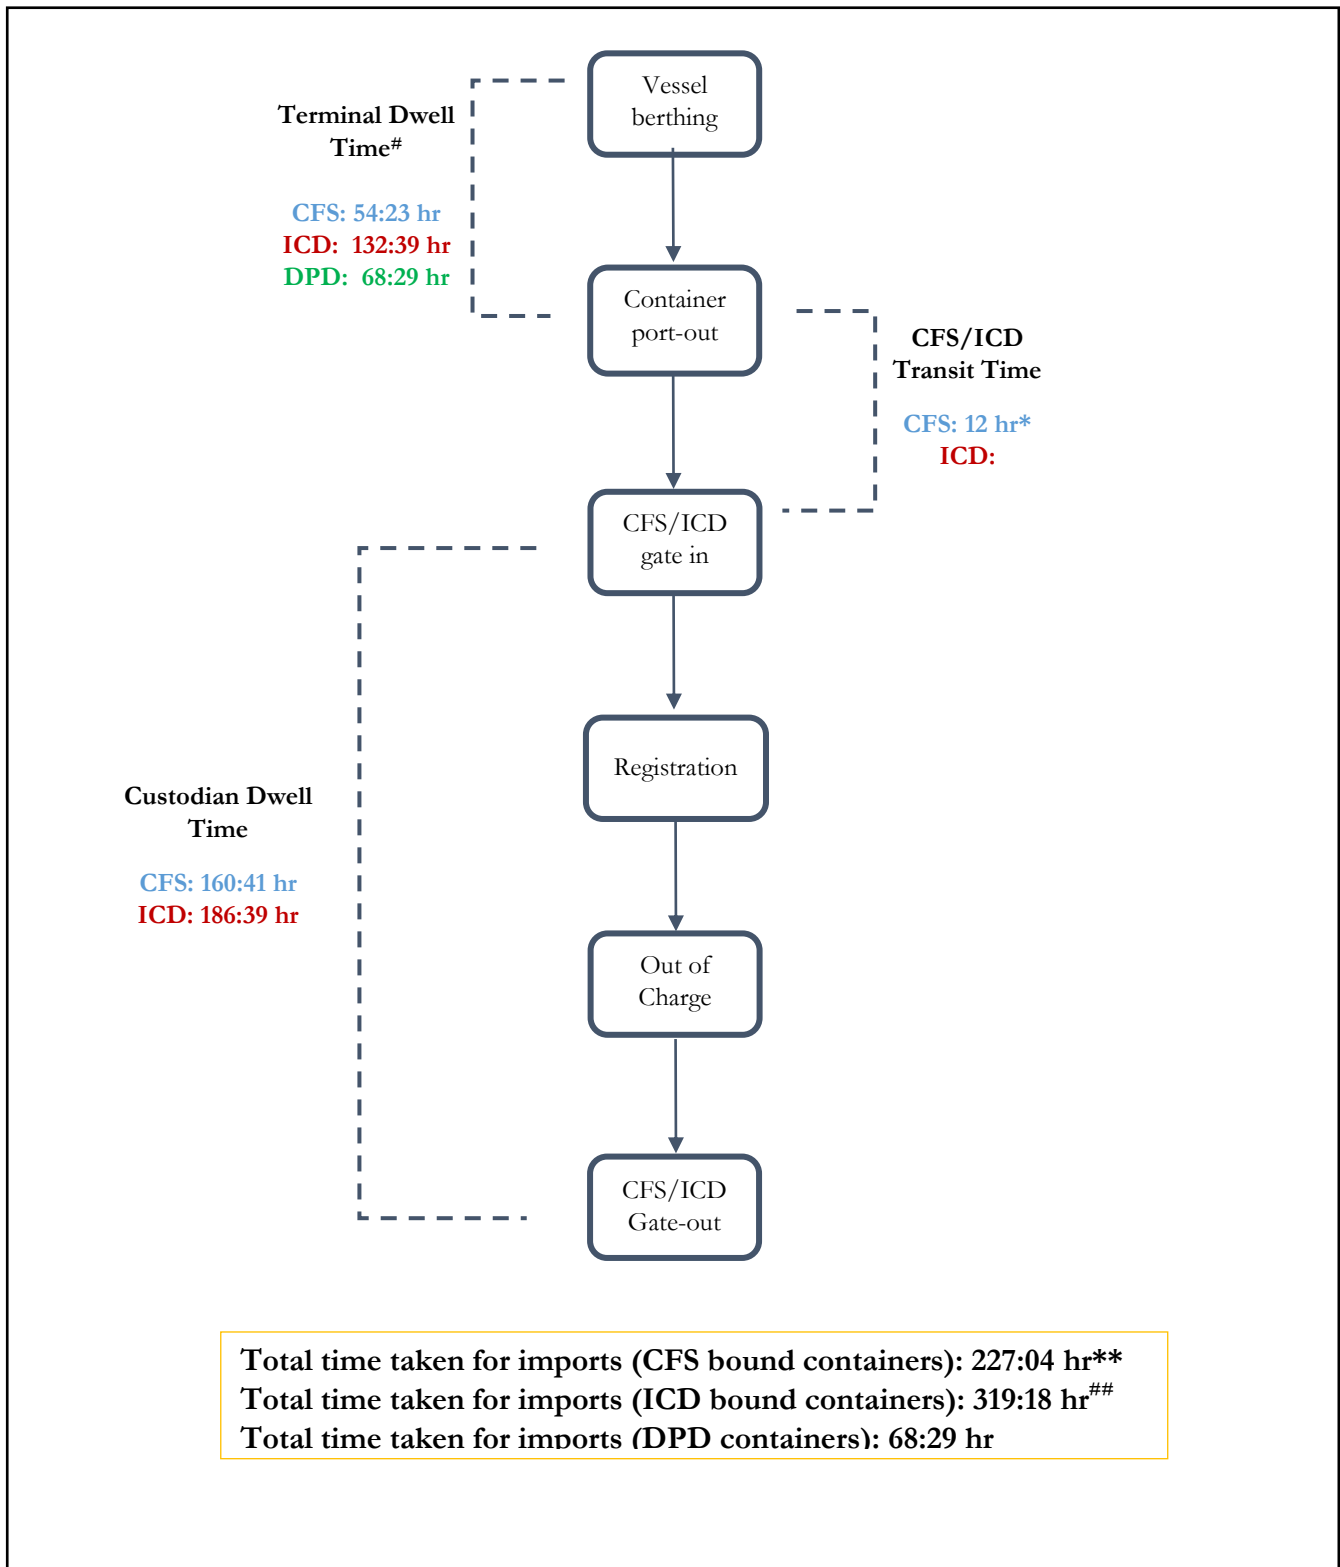 Vessel
berthing
Terminal Dwell
Time#
CFS: 54:23 hr
ICD: 132:39 hr
DPD: 68:29 hr
Container
port-out
CFS/ICD
Transit Time
CFS: 12 hr*
ICD:
CFS/ICD
gate in
Registration
Custodian Dwell
Time
CFS: 160:41 hr
ICD: 186:39 hr
Out of
Charge
CFS/ICD
Gate-out
Total time taken for imports (CFS bound containers): 227:04 hr**
Total time taken for imports (ICD bound containers): 319:18 hr##
Total time taken for imports (DPD containers): 68:29 hr